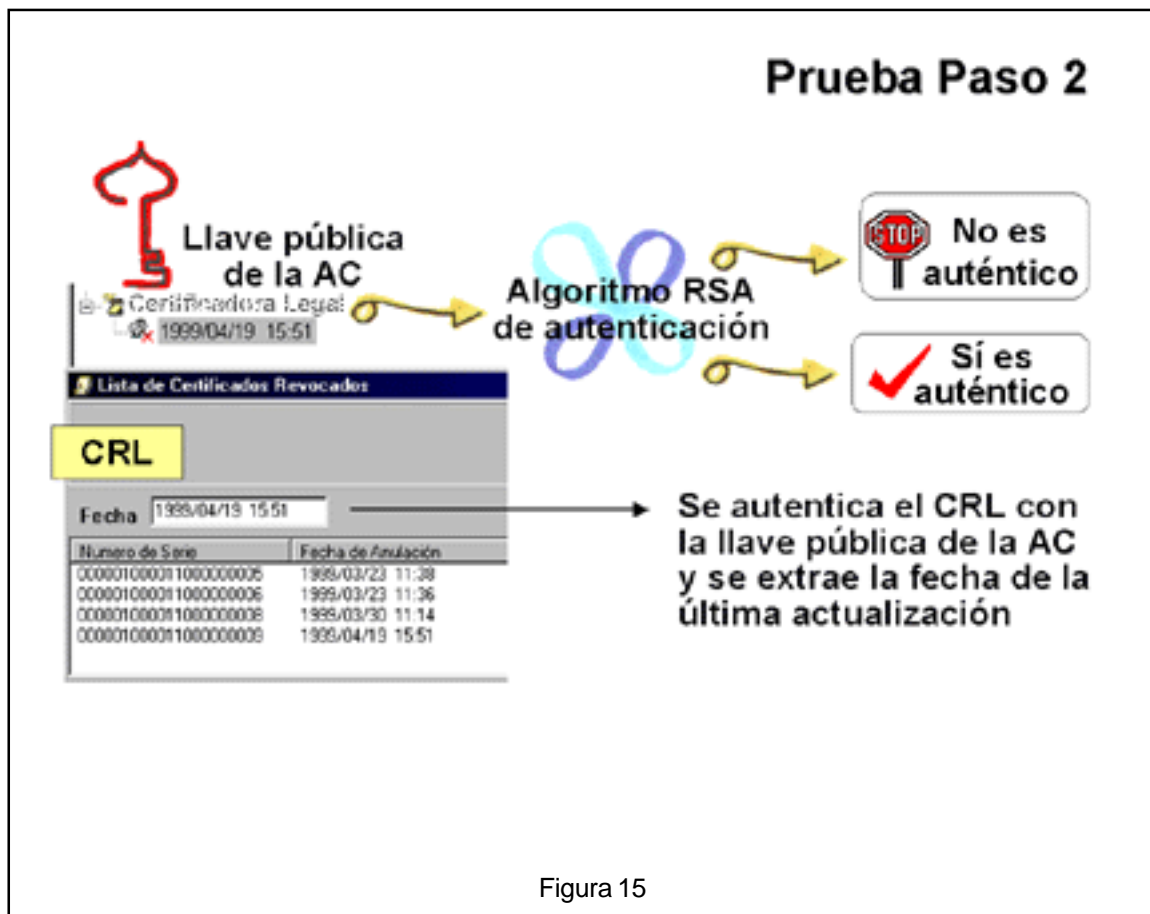 Prueba Paso 2
Llave pública
de la AC
Certificadora Legal
1999/04/19 15:51
Algoritmo RSA
de autenticación
STOP
No es
auténtico
Sí es
auténtico
Lista de Certificados Revocados
CRL
Fecha 1999/04/19 15:51
Numero de Serie Fecha de Anulación
00000100001100000005 1999/03/23 11:38
00000100001100000006 1999/03/23 11:36
00000100001100000008 1999/03/30 11:14
00000100001100000009 1999/04/19 15:51
Se autentica el CRL con
la llave pública de la AC
y se extrae la fecha de la
última actualización
Figura 15